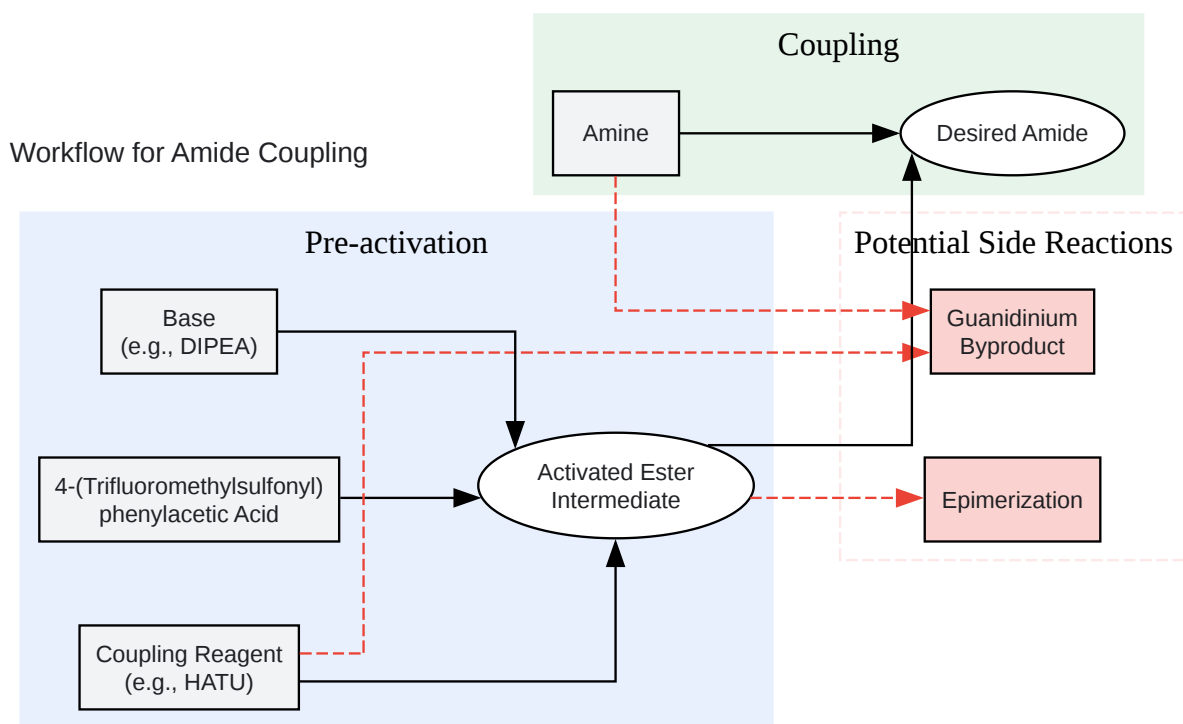 Coupling
Amine
Desired Amide
Workflow for Amide Coupling
Pre-activation
Potential Side Reactions
Base
(e.g., DIPEA)
Guanidinium
Byproduct
4-(Trifluoromethylsulfonyl)
phenylacetic Acid
Activated Ester
Intermediate
Epimerization
Coupling Reagent
(e.g., HATU)